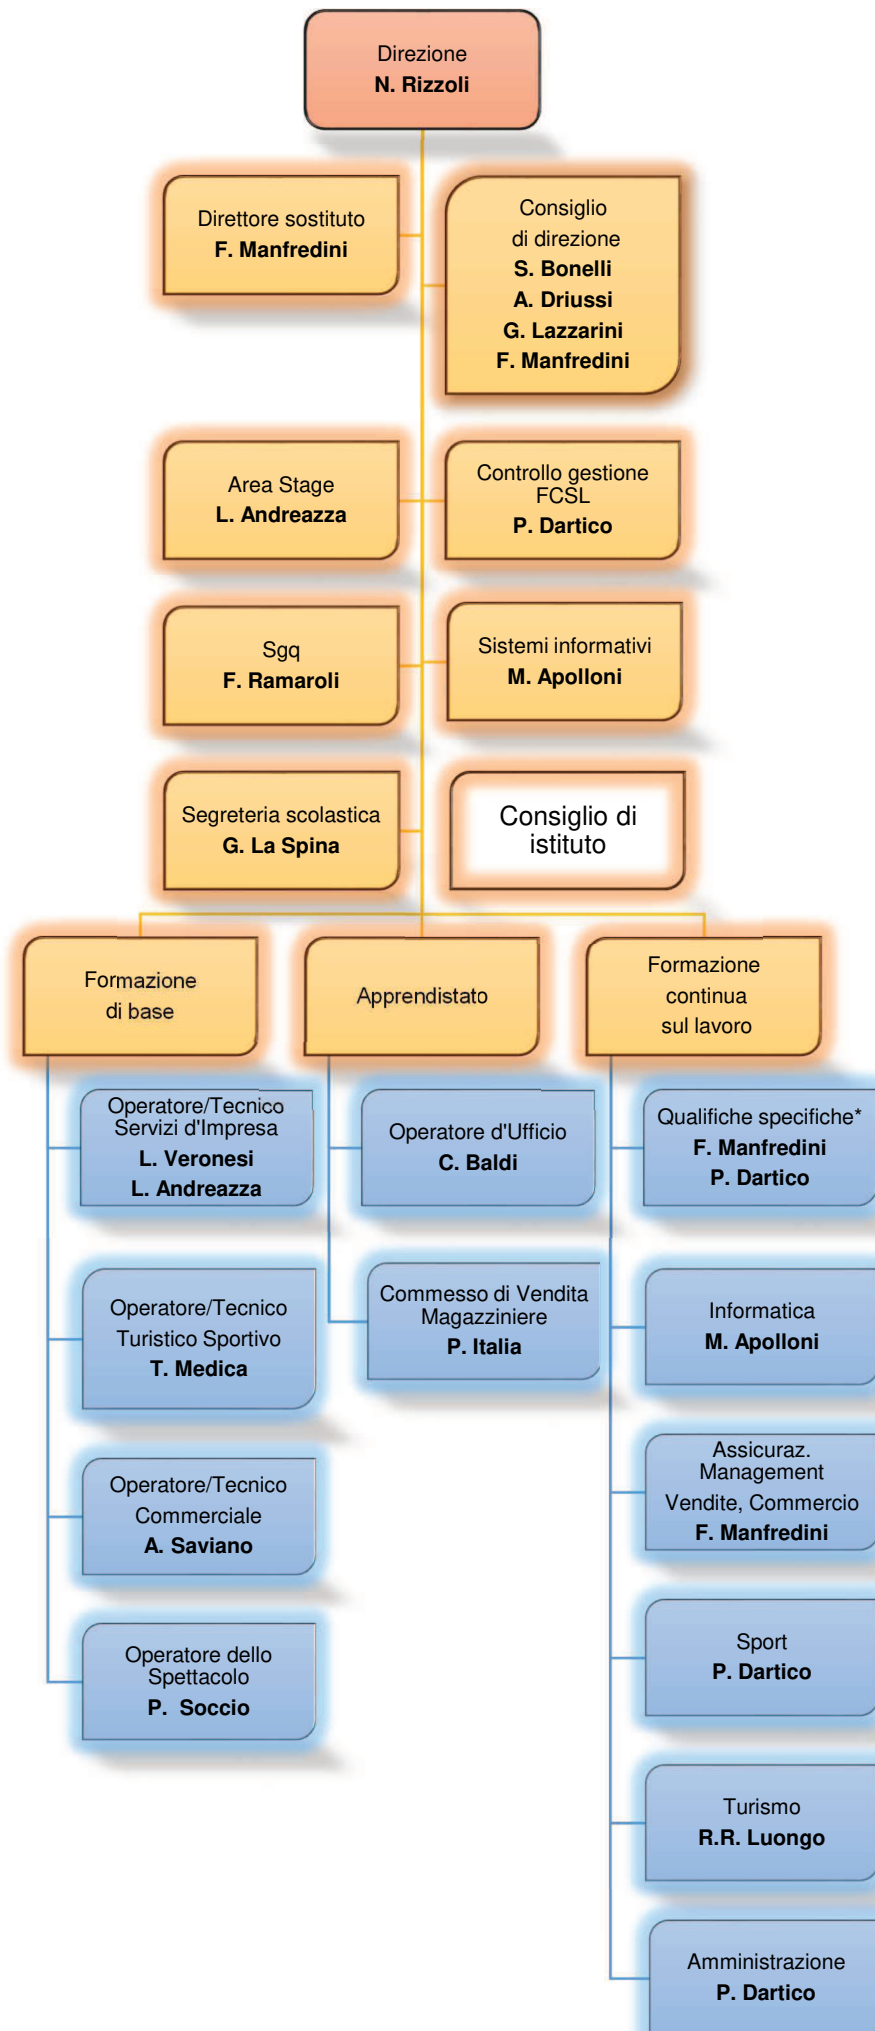 Direzione
N. Rizzoli
Direttore sostituto
F. Manfredini
Consiglio
di direzione
S. Bonelli
A. Driussi
G. Lazzarini
F. Manfredini
Area Stage
L. Andreazza
Controllo gestione
FCSL
P. Dartico
Sgq
F. Ramaroli
Sistemi informativi
M. Apolloni
Segreteria scolastica
G. La Spina
Consiglio di
istituto
Formazione
di base
Apprendistato
Formazione
continua
sul lavoro
Operatore/Tecnico
Servizi d'Impresa
L. Veronesi
L. Andreazza
Operatore/Tecnico
Turistico Sportivo
T. Medica
Operatore/Tecnico
Commerciale
A. Saviano
Operatore dello
Spettacolo
P. Soccio
Operatore d'Ufficio
C. Baldi
Commesso di Vendita
Magazziniere
P. Italia
Qualifiche specifiche*
F. Manfredini
P. Dartico
Informatica
M. Apolloni
Assicuraz.
Management
Vendite, Commercio
F. Manfredini
Sport
P. Dartico
Turismo
R.R. Luongo
Amministrazione
P. Dartico